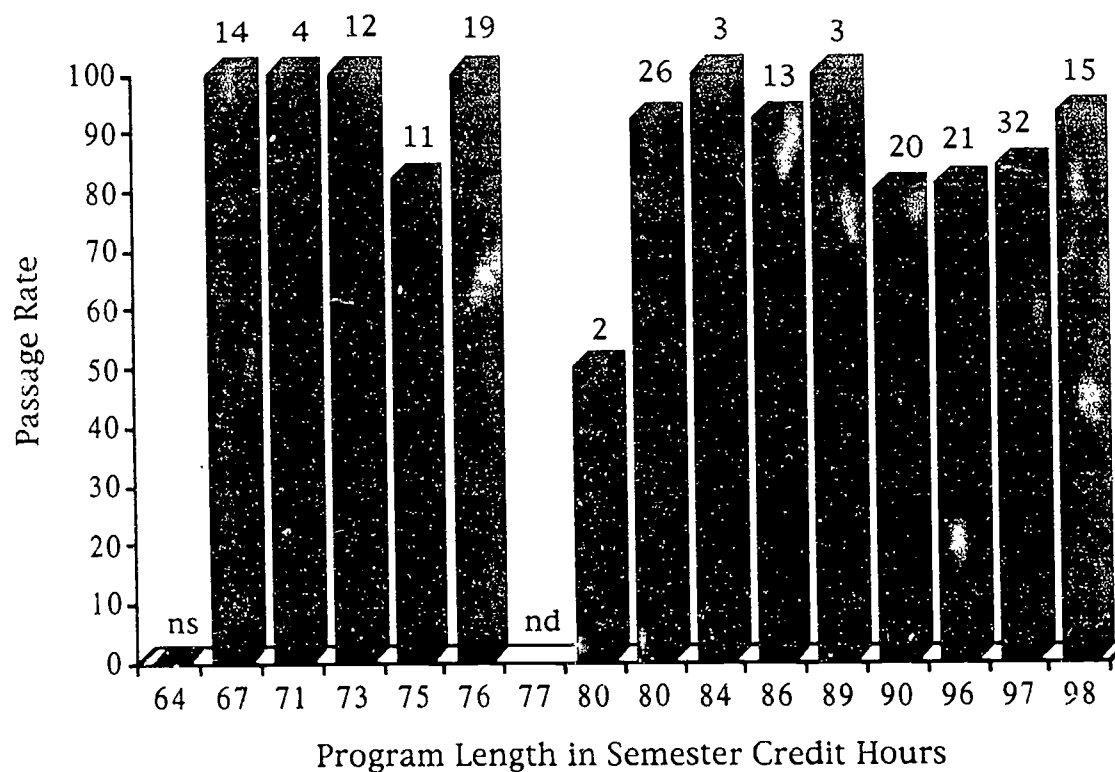 14 4 12 19 3 3
26 13 15
11 20 21 32
2
ns nd
100
90
80
70
60
50
40
30
20
10
0
Passage Rate
64 67 71 73 75 76 77 80 80 84 86 89 90 96 97 98
Program Length in Semester Credit Hours